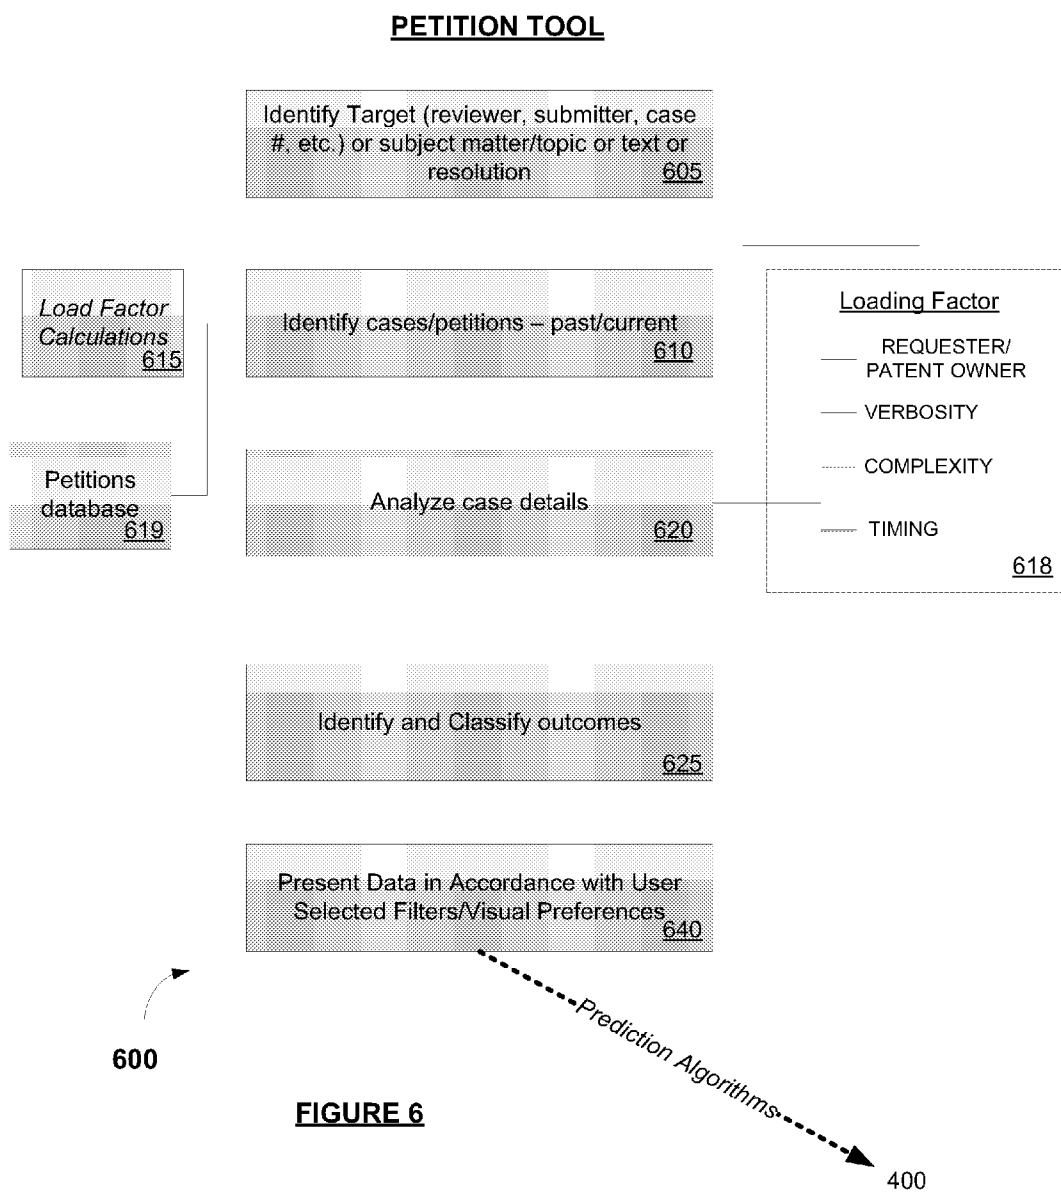 PETITION TOOL
Identify Target (reviewer, submitter, case
#, etc.) or subject matter/topic or text or
resolution
605
Load Factor
Calculations
615
Identify cases/petitions – past/current
610
Loading Factor
REQUESTER/
PATENT OWNER
VERBOSITY
COMPLEXITY
TIMING
618
Petitions
database
619
Analyze case details
620
Identify and Classify outcomes
625
Present Data in Accordance with User
Selected Filters/Visual Preferences
640
Prediction Algorithms
600
FIGURE 6
400